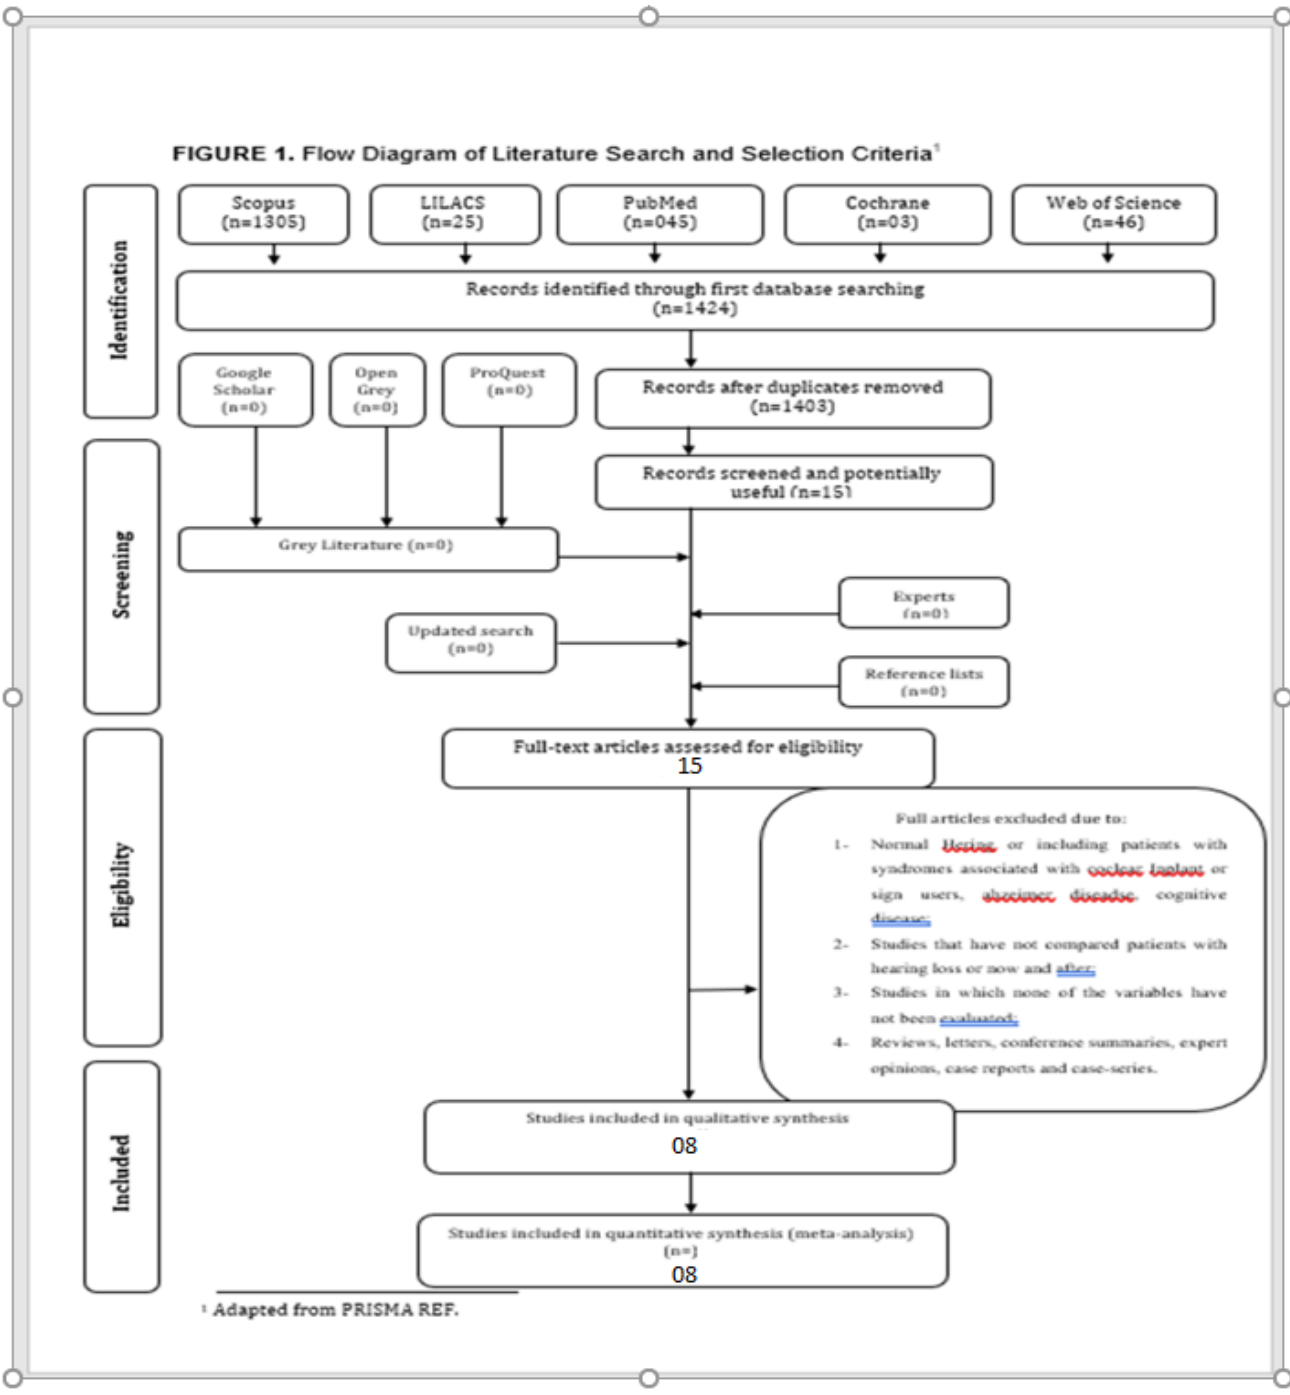 FIGURE 1. Flow Diagram of Literature Search and Selection Criteria¹
Identification
Scopus
(n=1305)
LILACS
(n=25)
PubMed
(n=045)
Cochrane
(n=03)
Web of Science
(n=46)
Records identified through first database searching
(n=1424)
Google
Scholar
(n=0)
Open
Grey
(n=0)
ProQuest
(n=0)
Records after duplicates removed
(n=1403)
Screening
Records screened and potentially
useful (n=15)
Grey Literature (n=0)
Experts
(n=0)
Updated search
(n=0)
Reference lists
(n=0)
Eligibility
Full-text articles assessed for eligibility
15
Full articles excluded due to:
1- Normal Hering or including patients with
syndromes associated with coclear Inplant or
sign users, alzeimer diseadse, cognitive
disease;
2- Studies that have not compared patients with
hearing loss or now and after;
3- Studies in which none of the variables have
not been evaluated;
4- Reviews, letters, conference summaries, expert
opinions, case reports and case-series.
Included
Studies included in qualitative synthesis
08
Studies included in quantitative synthesis (meta-analysis)
(n=)
08
¹ Adapted from PRISMA REF.